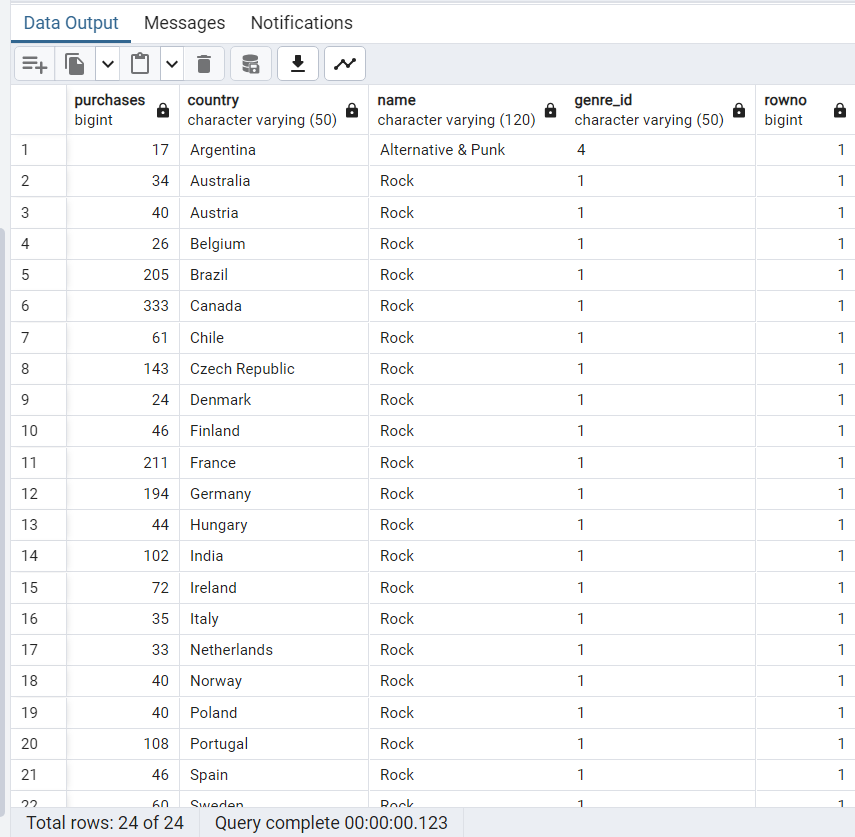 Data Output Messages Notifications
purchases country name genre_id rowno
bigint character varying (50) character varying (120) character varying (50) bigint
1 17 Argentina Alternative & Punk 4 1
2 34 Australia Rock 1 1
3 40 Austria Rock 1 1
4 26 Belgium Rock 1 1
5 205 Brazil Rock 1 1
6 333 Canada Rock 1 1
7 61 Chile Rock 1 1
8 143 Czech Republic Rock 1 1
9 24 Denmark Rock 1 1
10 46 Finland Rock 1 1
11 211 France Rock 1 1
12 194 Germany Rock 1 1
13 44 Hungary Rock 1 1
14 102 India Rock 1 1
15 72 Ireland Rock 1 1
16 35 Italy Rock 1 1
17 33 Netherlands Rock 1 1
18 40 Norway Rock 1 1
19 40 Poland Rock 1 1
20 108 Portugal Rock 1 1
21 46 Spain Rock 1 1
22 60 Sweden Rock 1 1
Total rows: 24 of 24 Query complete 00:00:00.123